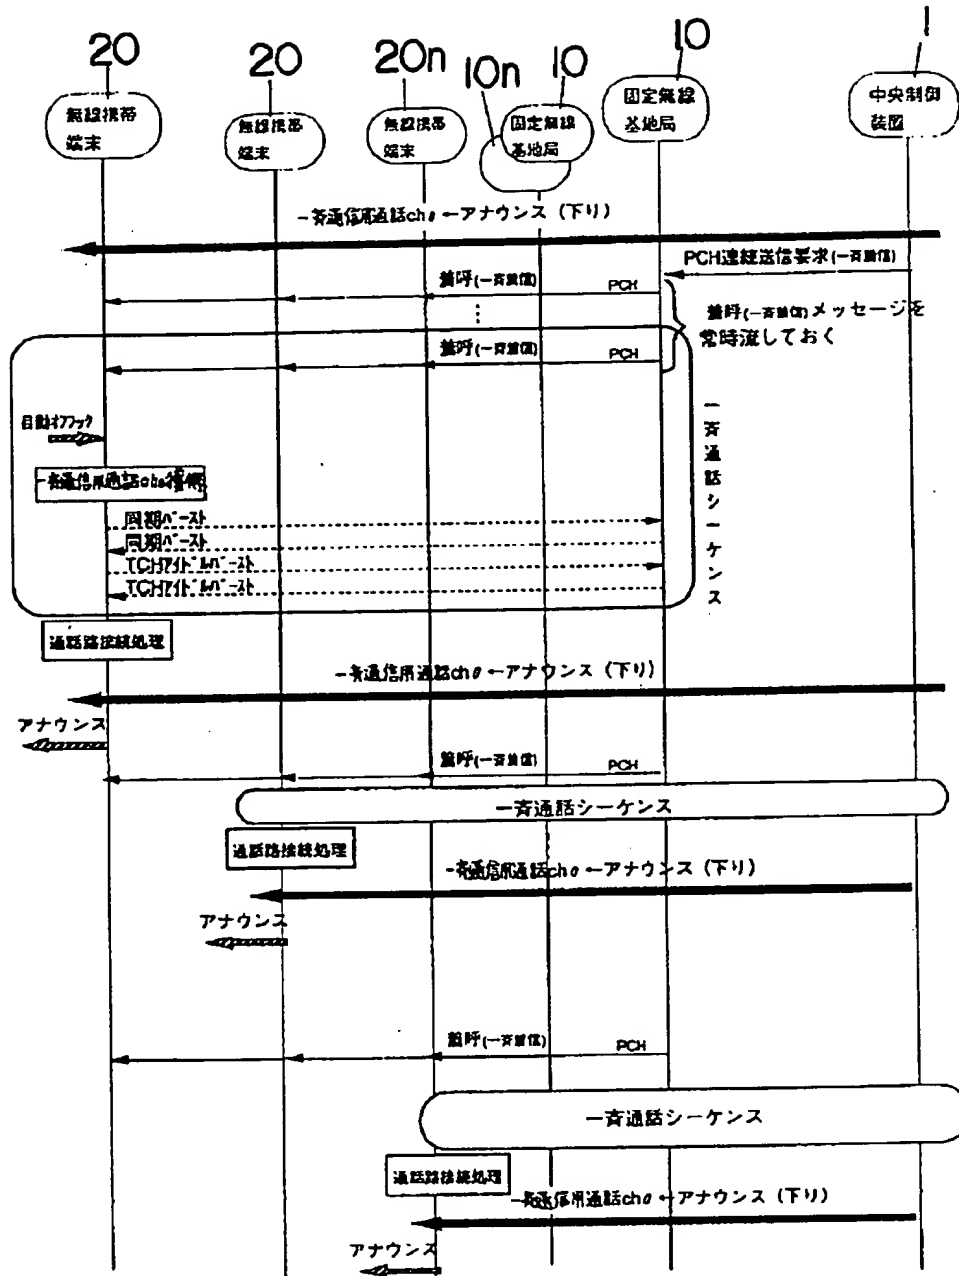 20
20
20n
10n
10
10
1
無線携帯
端末
無線携帯
端末
無線携帯
端末
固定無線
基地局
固定無線
基地局
中央制御
装置
一斉通信用通話ch ←アナウンス (下り)
PCH連続送信要求(一斉着信)
着呼(一斉着信)
PCH
⋮
着呼(一斉着信)メッセージを
常時流しておく
着呼(一斉着信)
PCH
自動オフフック
一斉通話シーケンス
一斉通信用通話ch
同期バースト
同期バースト
TCHアイドルバースト
TCHアイドルバースト
通話路接続処理
一斉通信用通話ch ←アナウンス (下り)
アナウンス
着呼(一斉着信)
PCH
一斉通話シーケンス
通話路接続処理
一斉通信用通話ch ←アナウンス (下り)
アナウンス
着呼(一斉着信)
PCH
一斉通話シーケンス
通話路接続処理
一斉通信用通話ch ←アナウンス (下り)
アナウンス